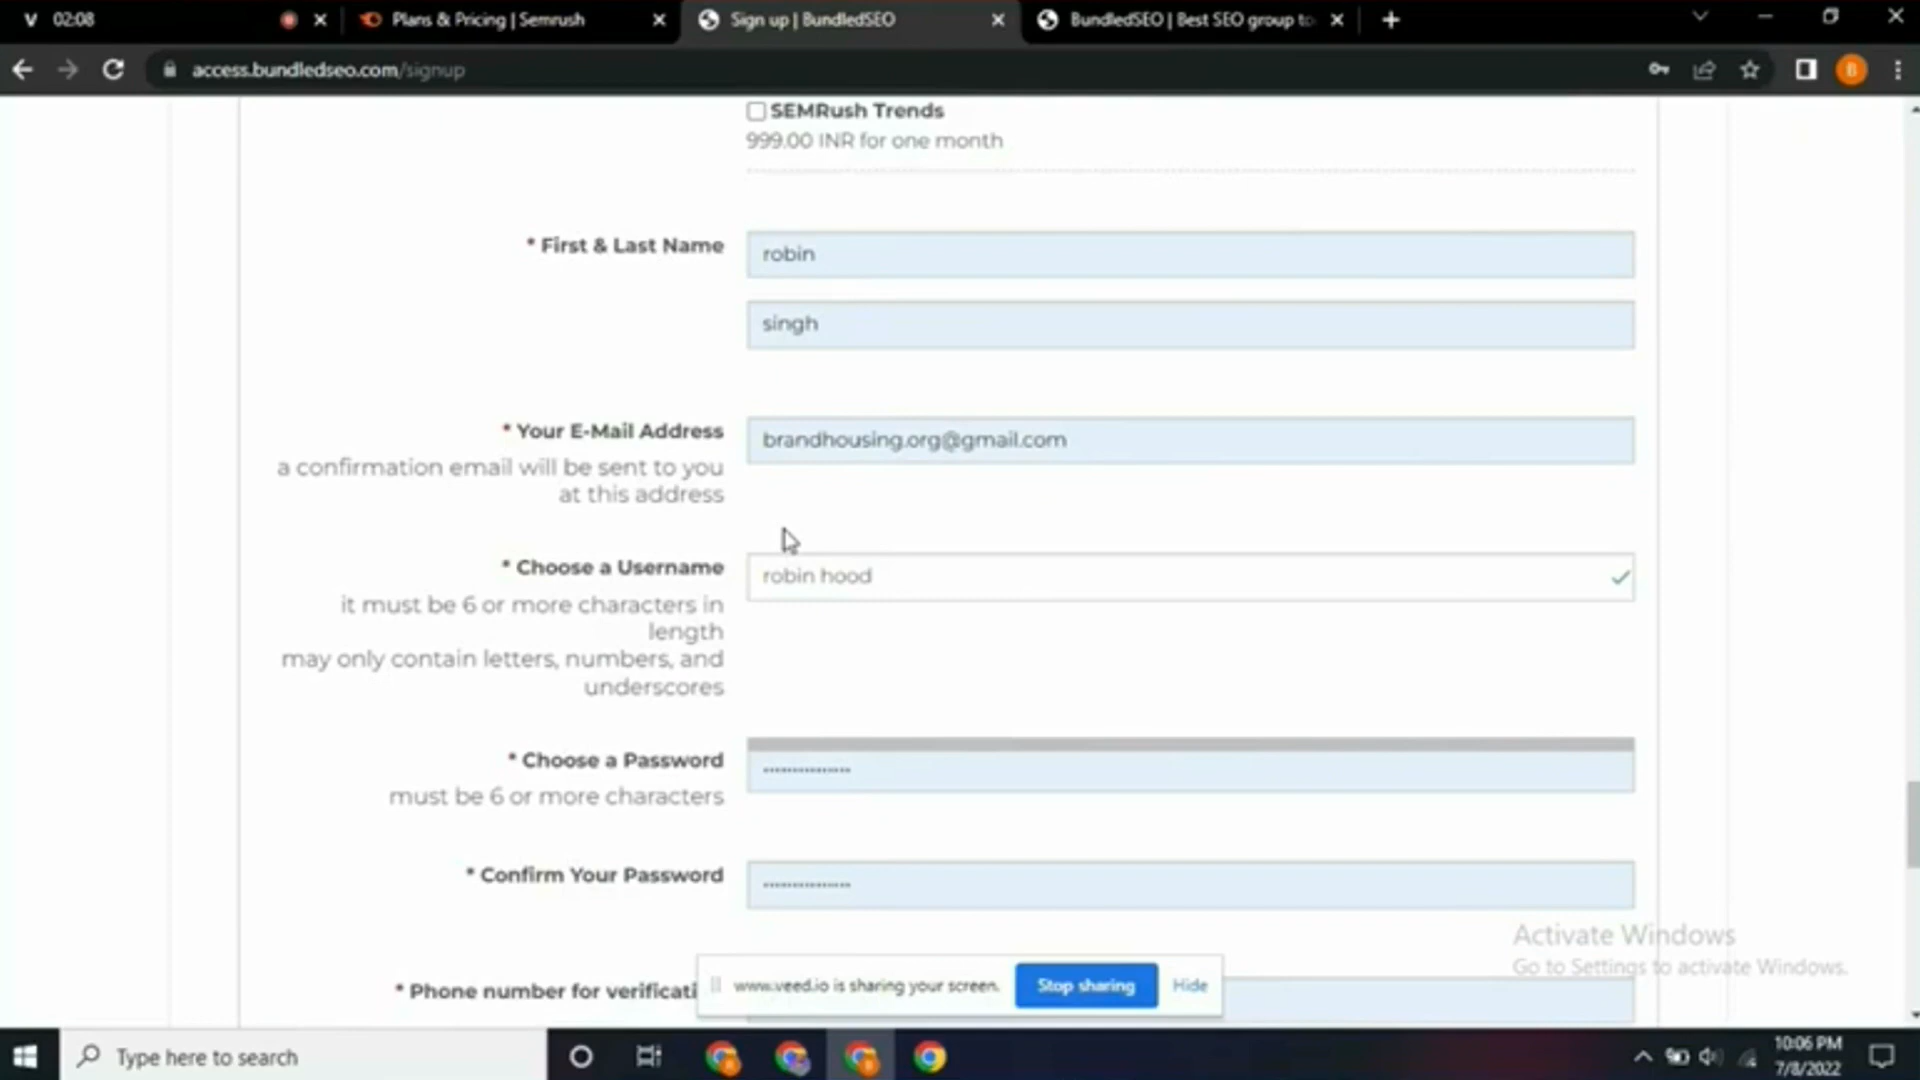 V 02:08
Plans & Pricing | Semrush
Sign up | BundledSEO
BundledSEO | Best SEO group to
access.bundledseo.com/signup
B
SEMRush Trends
999.00 INR for one month
* First & Last Name
robin
singh
* Your E-Mail Address
brandhousing.org@gmail.com
a confirmation email will be sent to you
at this address
* Choose a Username
robin hood
it must be 6 or more characters in
length
may only contain letters, numbers, and
underscores
* Choose a Password
must be 6 or more characters
* Confirm Your Password
Activate Windows
Go to Settings to activate Windows.
* Phone number for verificati
www.veed.io is sharing your screen.
Stop sharing
Hide
Type here to search
10:06 PM
7/8/2022